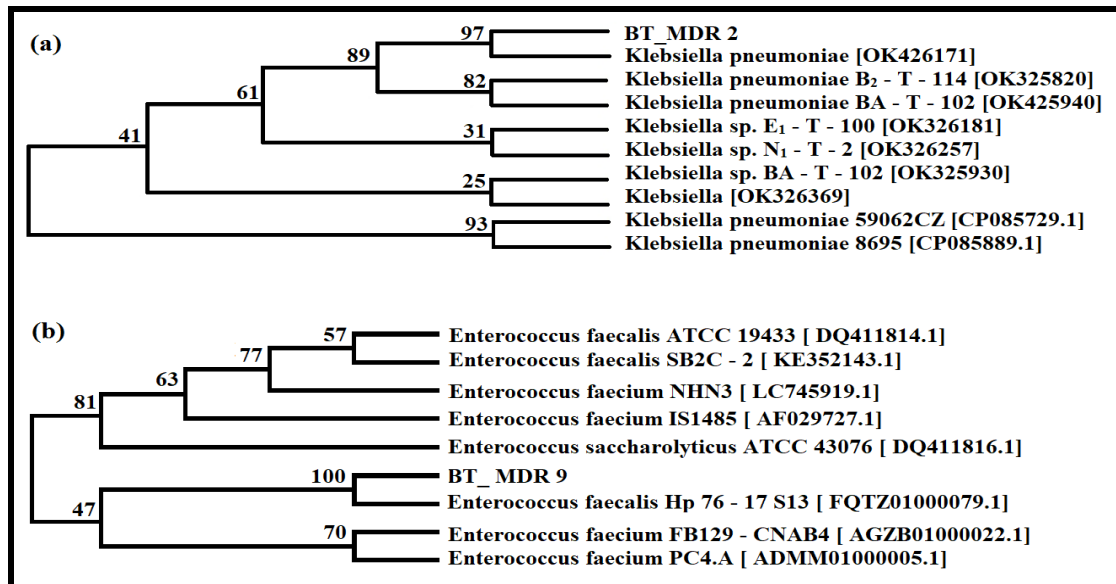 (a)
97
BT_MDR 2
Klebsiella pneumoniae [OK426171]
89
82
Klebsiella pneumoniae B₂ - T - 114 [OK325820]
Klebsiella pneumoniae BA - T - 102 [OK425940]
61
31
Klebsiella sp. E₁ - T - 100 [OK326181]
Klebsiella sp. N₁ - T - 2 [OK326257]
41
25
Klebsiella sp. BA - T - 102 [OK325930]
Klebsiella [OK326369]
93
Klebsiella pneumoniae 59062CZ [CP085729.1]
Klebsiella pneumoniae 8695 [CP085889.1]
(b)
57
Enterococcus faecalis ATCC 19433 [ DQ411814.1]
Enterococcus faecalis SB2C - 2 [ KE352143.1]
77
Enterococcus faecium NHN3 [ LC745919.1]
63
Enterococcus faecium IS1485 [ AF029727.1]
81
Enterococcus saccharolyticus ATCC 43076 [ DQ411816.1]
100
BT_ MDR 9
Enterococcus faecalis Hp 76 - 17 S13 [ FQTZ01000079.1]
47
70
Enterococcus faecium FB129 - CNAB4 [ AGZB01000022.1]
Enterococcus faecium PC4.A [ ADMM01000005.1]